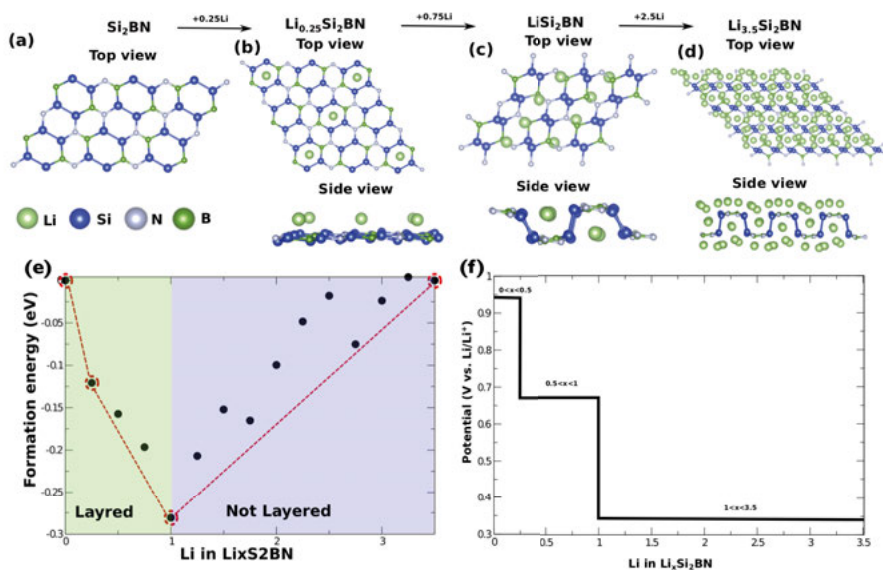 Si₂BN
+0.25Li
Li₀.₂₅Si₂BN
+0.75Li
LiSi₂BN
+2.5Li
Li₃.₅Si₂BN
(a)
Top view
(b)
Top view
(c)
Top view
(d)
Top view
Side view
Side view
Side view
Li
Si
N
B
(e)
Formation energy (eV)
-0.05
-0.1
-0.15
-0.2
-0.25
-0.3
Layred
Not Layered
0
1
2
3
Li in LixS2BN
(f)
Potential (V vs. Li/Li⁺)
1
0.9
0.8
0.7
0.6
0.5
0.4
0.3
0<x<0.5
0.5<x<1
1<x<3.5
0
0.5
1
1.5
2
2.5
3
3.5
Li in LiₓSi₂BN